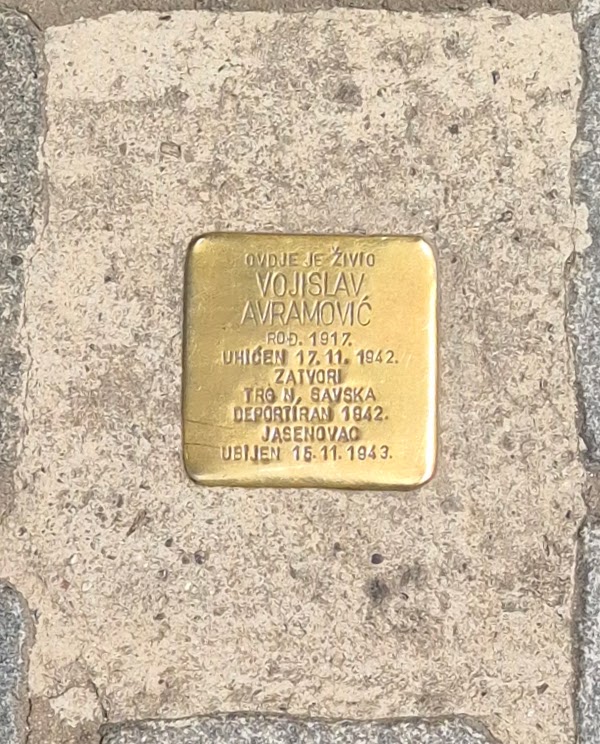 OVDJE JE ŽIVIO
VOJISLAV
AVRAMOVIĆ
ROĐ. 1917.
UHIĆEN 17.11.1942.
ZATVORI
TRG N, SAVSKA
DEPORTIRAN 1942.
JASENOVAC
UBIJEN 15.11.1943.